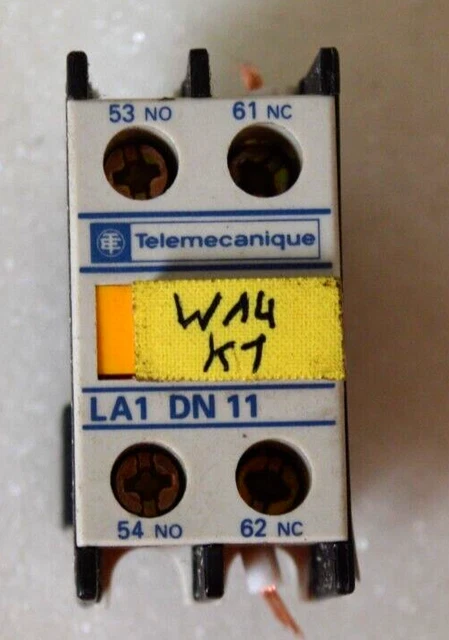 53 NO 61 NC
Telemecanique
W14
K1
LA1 DN 11
54 NO 62 NC